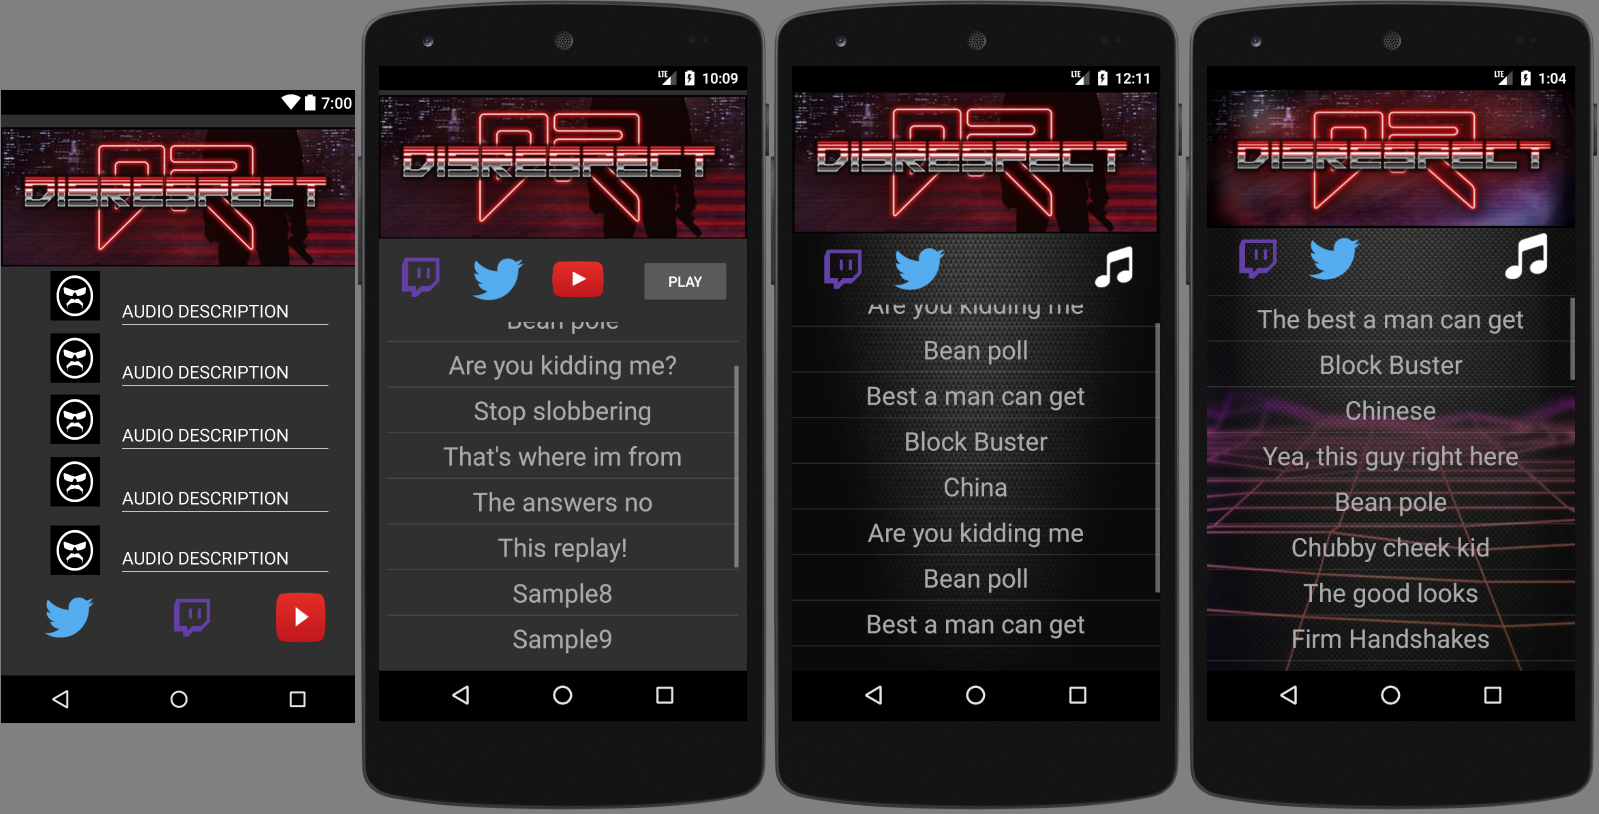 7:00
DISRESPECT
AUDIO DESCRIPTION
AUDIO DESCRIPTION
AUDIO DESCRIPTION
AUDIO DESCRIPTION
AUDIO DESCRIPTION
LTE 10:09
DR
DISRESPECT
PLAY
Bean pole
Are you kidding me?
Stop slobbering
That's where im from
The answers no
This replay!
Sample8
Sample9
LTE 12:11
DR
DISRESPECT
Are you kidding me
Bean poll
Best a man can get
Block Buster
China
Are you kidding me
Bean poll
Best a man can get
LTE 1:04
DR
DISRESPECT
The best a man can get
Block Buster
Chinese
Yea, this guy right here
Bean pole
Chubby cheek kid
The good looks
Firm Handshakes